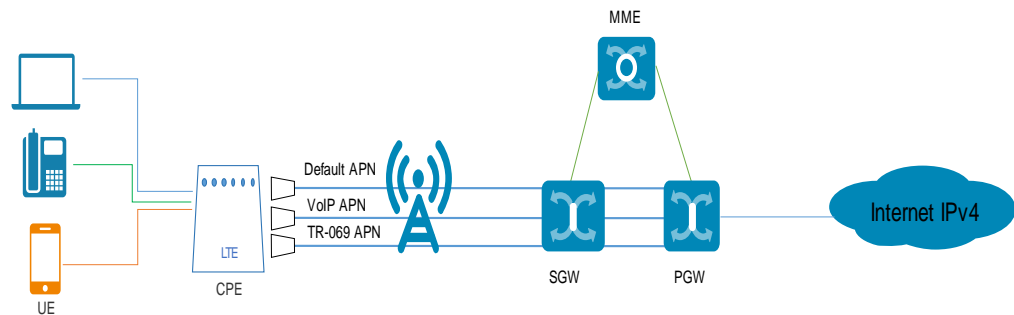 MME
Default APN
VoIP APN
TR-069 APN
Internet IPv4
LTE
SGW
PGW
CPE
UE